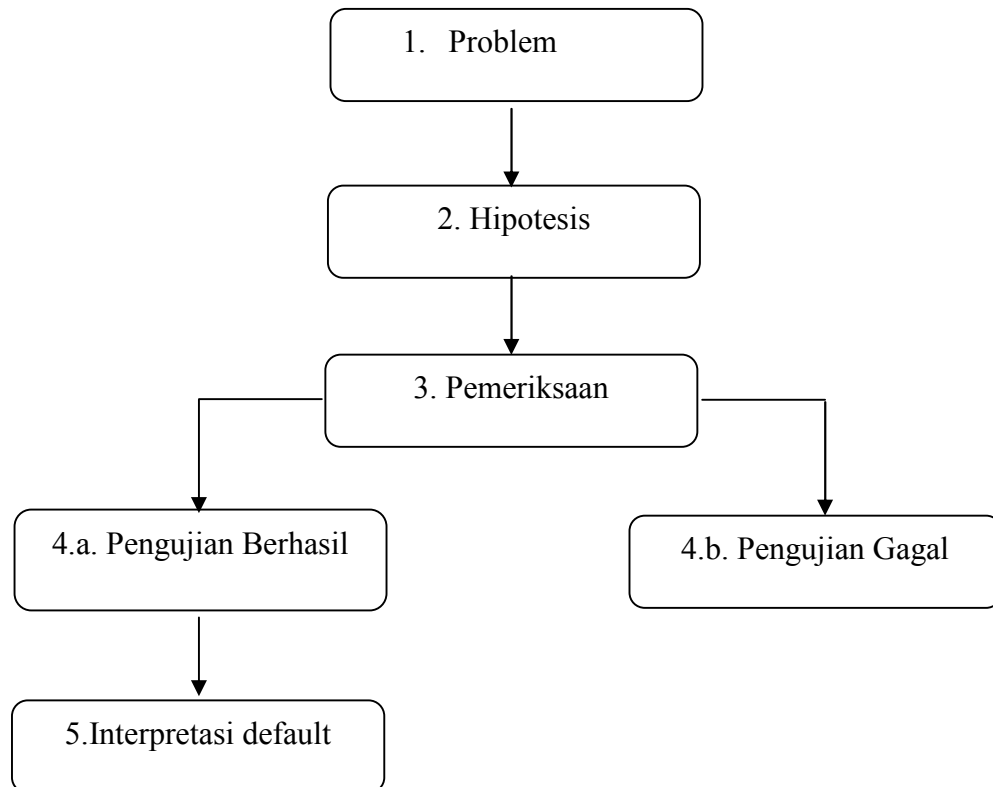 1. Problem
2. Hipotesis
3. Pemeriksaan
4.a. Pengujian Berhasil
4.b. Pengujian Gagal
5.Interpretasi default